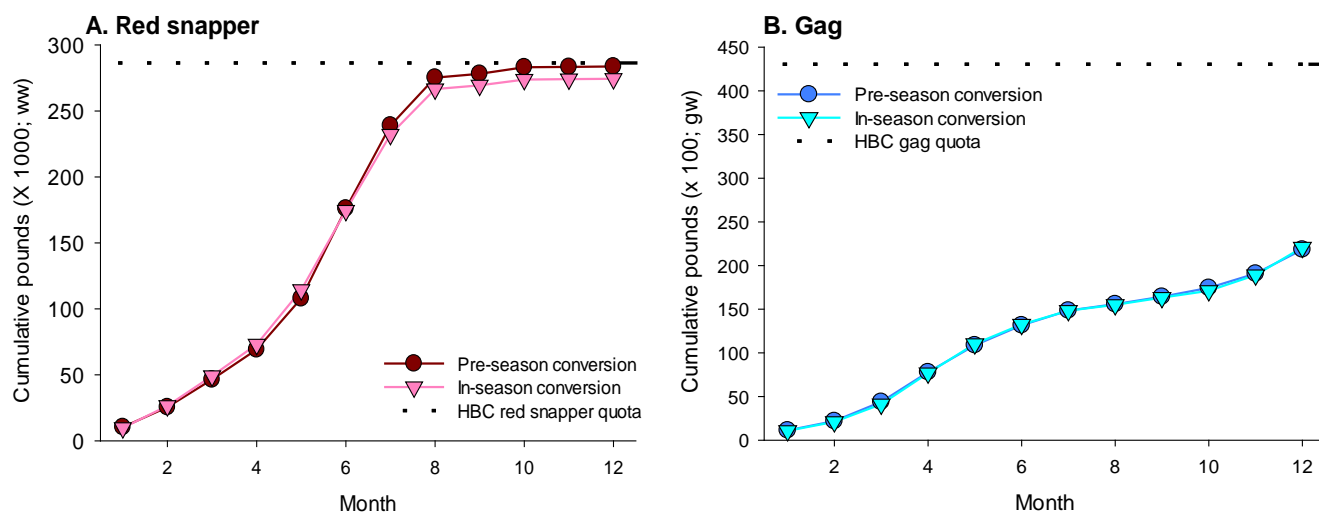 A. Red snapper
Cumulative pounds (X 1000; ww)
300
250
200
150
100
50
0
2 4 6 8 10 12
Month
Pre-season conversion
In-season conversion
HBC red snapper quota
B. Gag
Cumulative pounds (x 100; gw)
450
400
350
300
250
200
150
100
50
0
2 4 6 8 10 12
Month
Pre-season conversion
In-season conversion
HBC gag quota